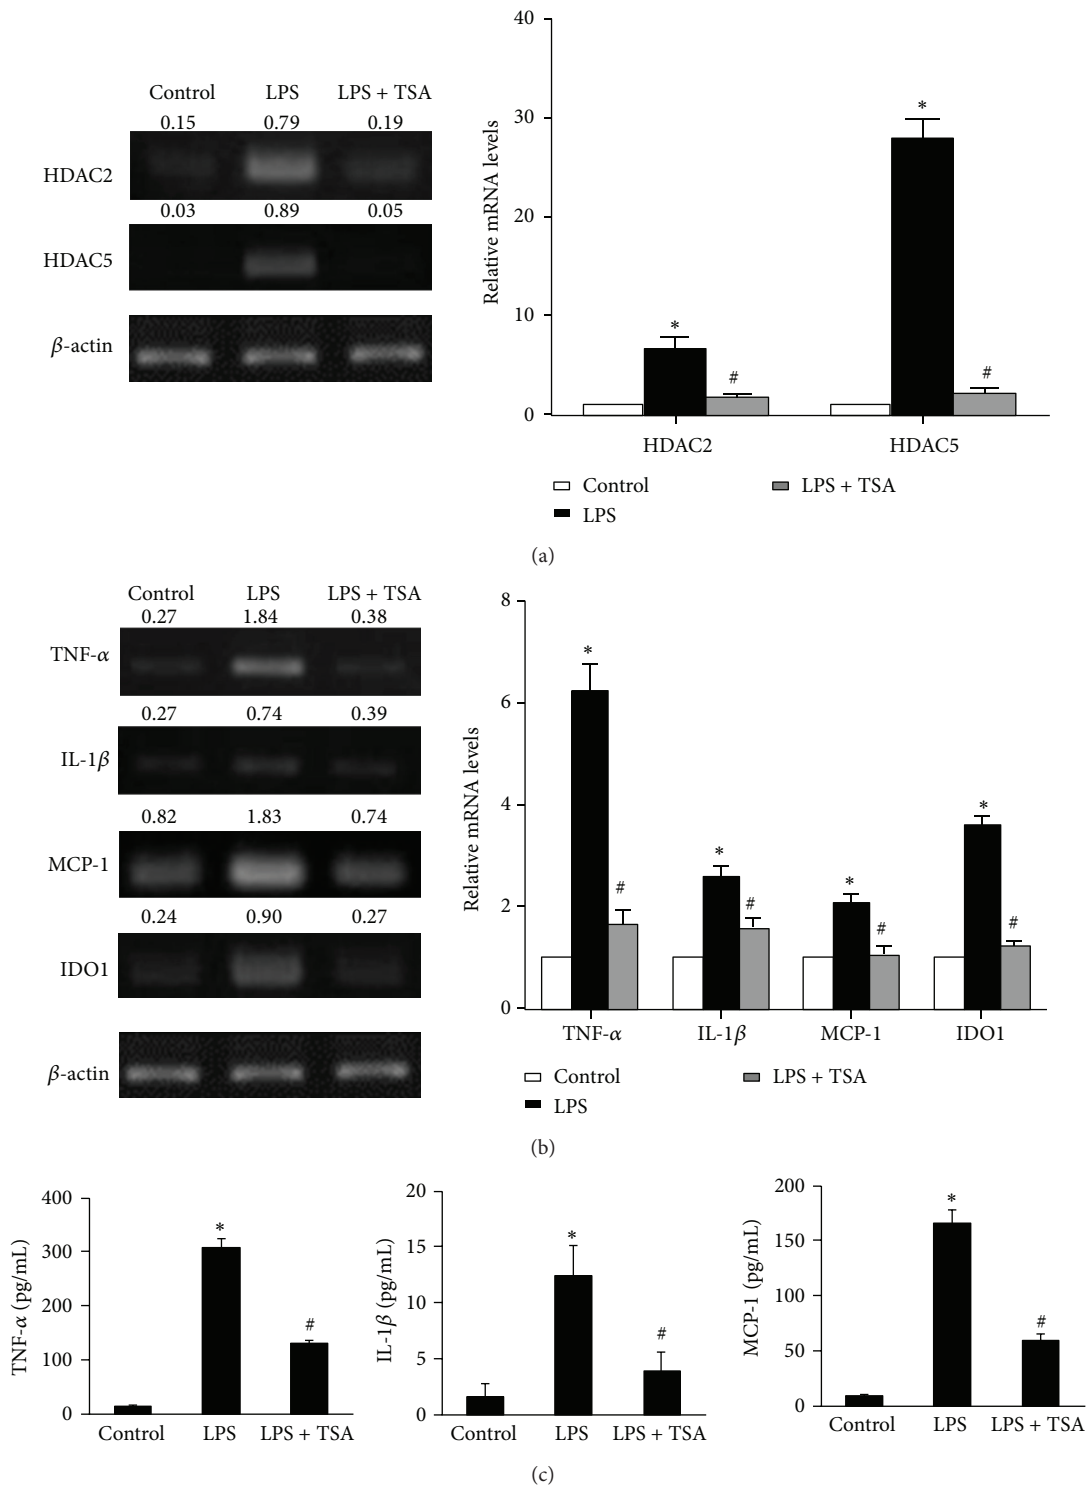 Control LPS LPS + TSA
0.15 0.79 0.19
HDAC2
0.03 0.89 0.05
HDAC5
β-actin
Relative mRNA levels
40
30
20
10
0
* # * #
HDAC2 HDAC5
Control LPS + TSA
LPS
(a)
Control LPS LPS + TSA
0.27 1.84 0.38
TNF-α
0.27 0.74 0.39
IL-1β
0.82 1.83 0.74
MCP-1
0.24 0.90 0.27
IDO1
β-actin
Relative mRNA levels
8
6
4
2
0
* # * # * # * #
TNF-α IL-1β MCP-1 IDO1
Control LPS + TSA
LPS
(b)
TNF-α (pg/mL)
400
300
200
100
0
* #
Control LPS LPS + TSA
IL-1β (pg/mL)
20
15
10
5
0
* #
Control LPS LPS + TSA
MCP-1 (pg/mL)
200
150
100
50
0
* #
Control LPS LPS + TSA
(c)